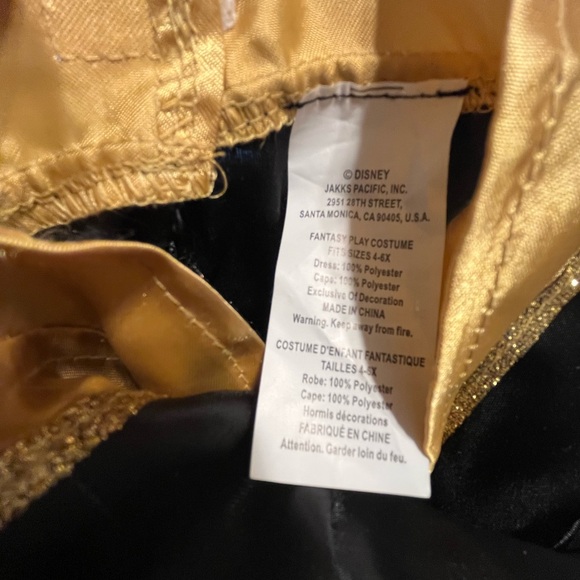 © DISNEY
JAKKS PACIFIC, INC.
2951 28TH STREET,
SANTA MONICA, CA 90405, U.S.A.
FANTASY PLAY COSTUME
FITS SIZES 4-6X
Dress: 100% Polyester
Cape: 100% Polyester
Exclusive Of Decoration
MADE IN CHINA
Warning. Keep away from fire.
COSTUME D'ENFANT FANTASTIQUE
TAILLES 4-6X
Robe: 100% Polyester
Cape: 100% Polyester
Hormis décorations
FABRIQUÉ EN CHINE
Attention. Garder loin du feu.